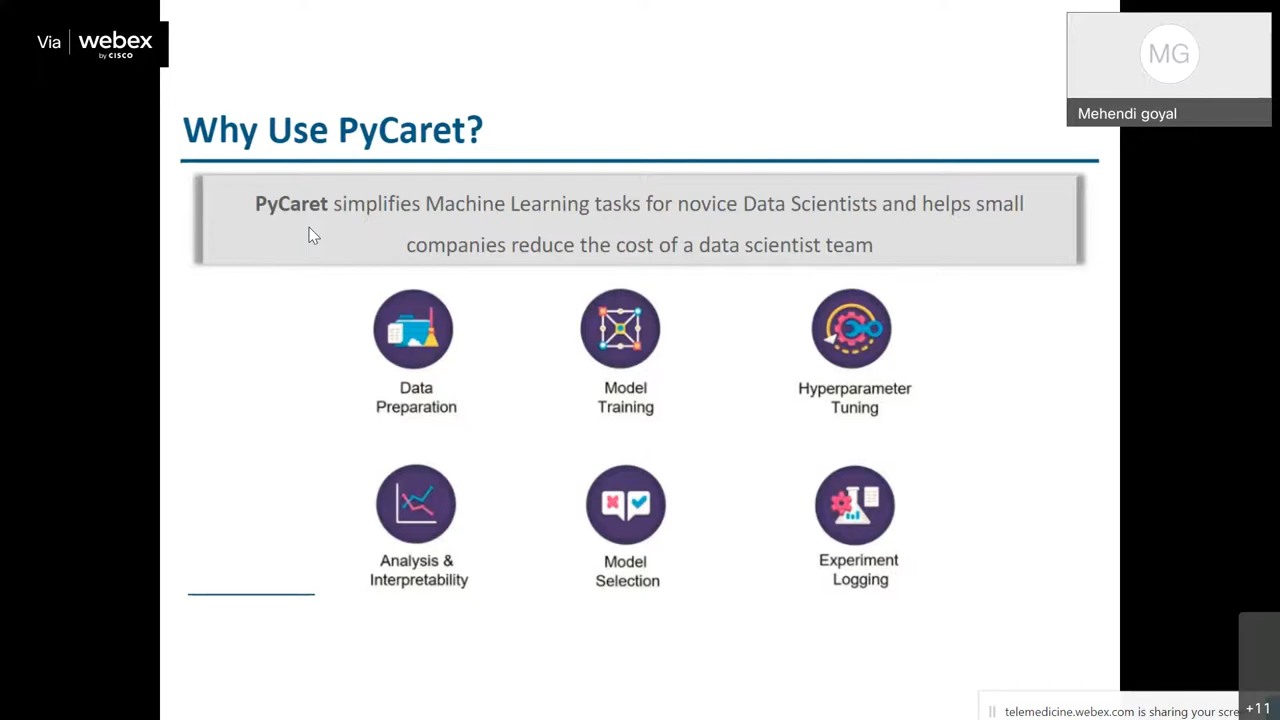 Via webex
by CISCO
MG
Mehendi goyal
Why Use PyCaret?
PyCaret simplifies Machine Learning tasks for novice Data Scientists and helps small
companies reduce the cost of a data scientist team
Data
Preparation
Model
Training
Hyperparameter
Tuning
Analysis &
Interpretability
Model
Selection
Experiment
Logging
telemedicine.webex.com is sharing your scre
+11